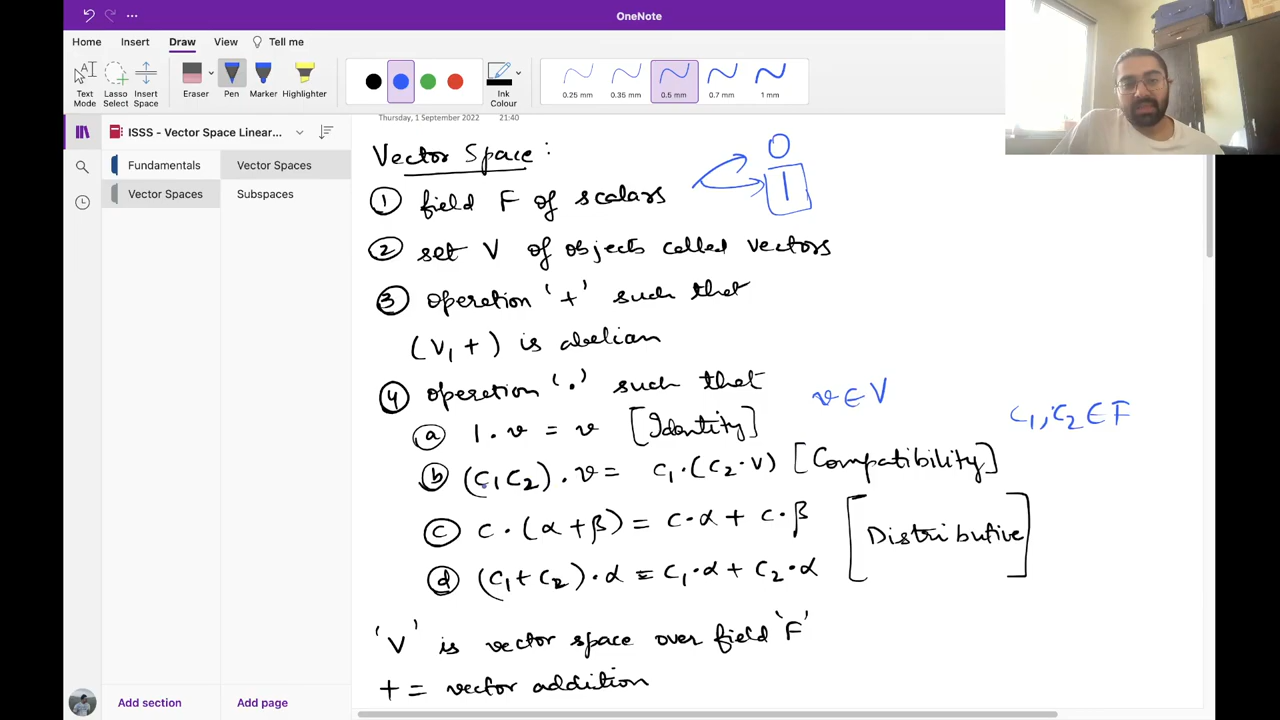 OneNote
Home Insert Draw View Tell me
Text Mode
Lasso Select
Insert Space
Eraser
Pen
Marker
Highlighter
Ink Colour
0.25 mm
0.35 mm
0.5 mm
0.7 mm
1 mm
ISSS - Vector Space Linear...
Fundamentals
Vector Spaces
Vector Spaces
Subspaces
Add section
Add page
Thursday, 1 September 2022 21:40
Vector Space :
① field F of scalars
0
1
② set V of objects called vectors
③ operation '+' such that
(V, +) is abelian
④ operation '.' such that
v ∈ V
c₁, c₂ ∈ F
ⓐ 1 · v = v [Identity]
ⓑ (c₁c₂) · v = c₁ · (c₂ · v) [Compatibility]
ⓒ c · (α + β) = c · α + c · β
[Distributive]
ⓓ (c₁ + c₂) · α = c₁ · α + c₂ · α
'V' is vector space over field 'F'
+ = vector addition